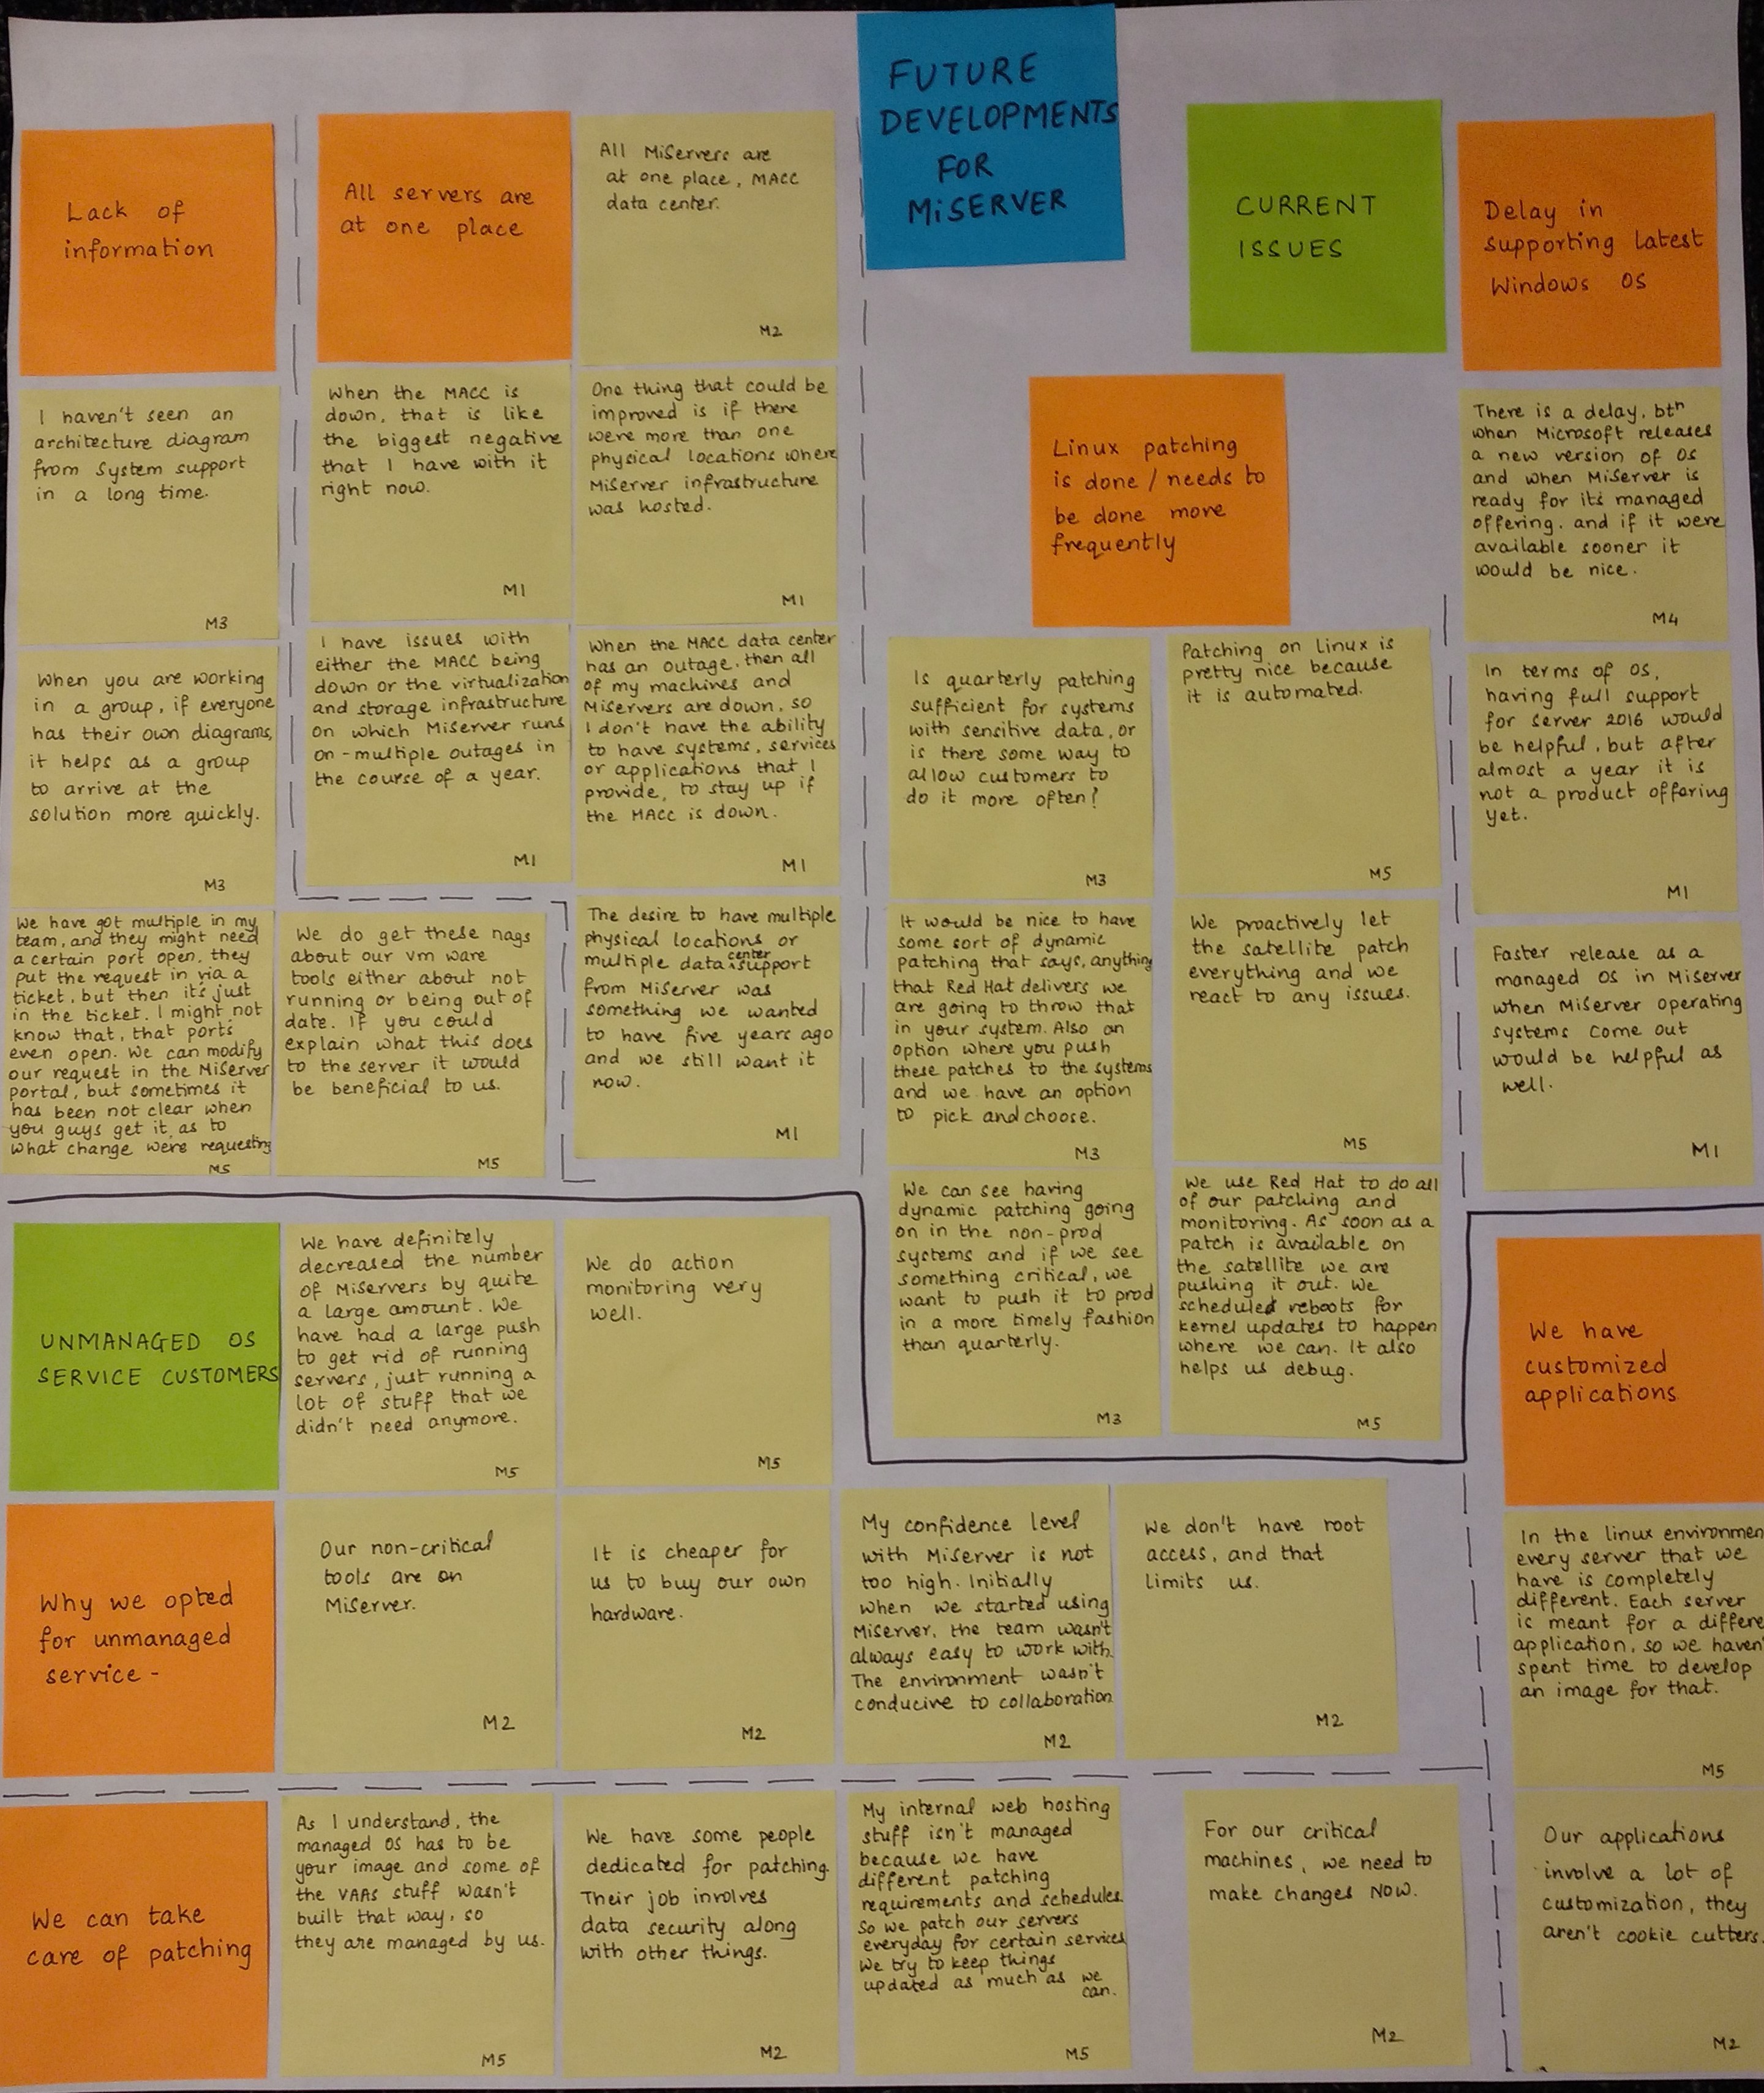 FUTURE
DEVELOPMENTS
FOR
MiSERVER
CURRENT
ISSUES
Lack of
information
I haven't seen an
architecture diagram
from System support
in a long time.
M3
When you are working
in a group, if everyone
has their own diagrams,
it helps as a group
to arrive at the
solution more quickly.
M3
We have got multiple in my
team, and they might need
a certain port open, they
put the request in via a
ticket, but then it's just
in the ticket. I might not
know that, that ports
even open. We can modify
our request in the MiServer
portal, but sometimes it
has been not clear when
you guys get it, as to
what change we're requesting
M5
We do get these nags
about our vm ware
tools either about not
running or being out of
date. If you could
explain what this does
to the server it would
be beneficial to us.
M5
All servers are
at one place
All MiServers are
at one place, MACC
data center.
M2
When the MACC is
down, that is like
the biggest negative
that I have with it
right now.
M1
One thing that could be
improved is if there
were more than one
physical locations where
MiServer infrastructure
was hosted.
M1
I have issues with
either the MACC being
down or the virtualization
and storage infrastructure
on which MiServer runs
on - multiple outages in
the course of a year.
M1
When the MACC data center
has an outage, then all
of my machines and
MiServers are down, so
I don't have the ability
to have systems, services
or applications that I
provide, to stay up if
the MACC is down.
M1
The desire to have multiple
physical locations or
multiple data center support
from MiServer was
something we wanted
to have five years ago
and we still want it
now.
M1
Linux patching
is done / needs to
be done more
frequently
Is quarterly patching
sufficient for systems
with sensitive data, or
is there some way to
allow customers to
do it more often?
M3
Patching on Linux is
pretty nice because
it is automated.
M5
It would be nice to have
some sort of dynamic
patching that says, anything
that Red Hat delivers we
are going to throw that
in your system. Also an
option where you push
these patches to the systems
and we have an option
to pick and choose.
M3
We proactively let
the satellite patch
everything and we
react to any issues.
M5
We can see having
dynamic patching going
on in the non-prod
systems and if we see
something critical, we
want to push it to prod
in a more timely fashion
than quarterly.
M3
We use Red Hat to do all
of our patching and
monitoring. As soon as a
patch is available on
the satellite we are
pushing it out. We
scheduled reboots for
kernel updates to happen
where we can. It also
helps us debug.
M5
Delay in
supporting latest
Windows OS
There is a delay, btn
when Microsoft releases
a new version of OS
and when MiServer is
ready for its managed
offering. and if it were
available sooner it
would be nice.
M4
In terms of OS,
having full support
for Server 2016 would
be helpful, but after
almost a year it is
not a product offering
yet.
M1
Faster release as a
managed OS in MiServer
when MiServer operating
systems come out
would be helpful as
well.
M1
UNMANAGED OS
SERVICE CUSTOMERS
We have definitely
decreased the number
of MiServers by quite
a large amount. We
have had a large push
to get rid of running
servers, just running a
lot of stuff that we
didn't need anymore.
M5
We do action
monitoring very
well.
M5
Why we opted
for unmanaged
service -
Our non-critical
tools are on
MiServer.
M2
It is cheaper for
us to buy our own
hardware.
M2
My confidence level
with MiServer is not
too high. Initially
when we started using
MiServer, the team wasn't
always easy to work with.
The environment wasn't
conducive to collaboration
M2
We don't have root
access, and that
limits us.
M2
We can take
care of patching
As I understand, the
managed OS has to be
your image and some of
the VAAS stuff wasn't
built that way, so
they are managed by us.
M5
We have some people
dedicated for patching.
Their job involves
data security along
with other things.
M2
My internal web hosting
stuff isn't managed
because we have
different patching
requirements and schedules.
So we patch our servers
everyday for certain services
We try to keep things
updated as much as we
can.
M5
For our critical
machines, we need to
make changes NOW.
M2
We have
customized
applications
In the linux environmen
every server that we
have is completely
different. Each server
is meant for a differe
application, so we haven'
spent time to develop
an image for that.
M5
Our applications
involve a lot of
customization, they
aren't cookie cutters.
M2